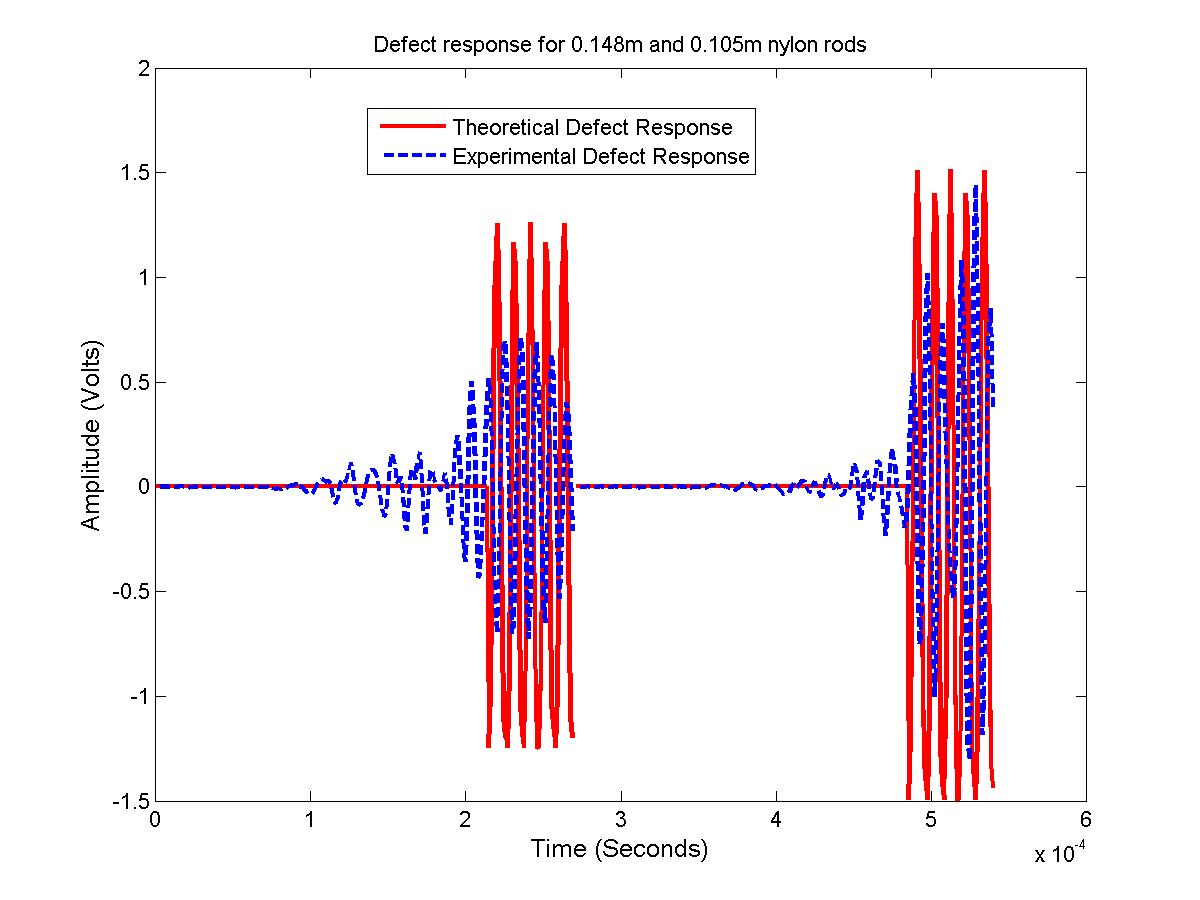 Defect response for 0.148m and 0.105m nylon rods
2
1.5
1
0.5
0
-0.5
-1
-1.5
Amplitude (Volts)
Theoretical Defect Response
Experimental Defect Response
0 1 2 3 4 5 6
Time (Seconds)
x 10-4